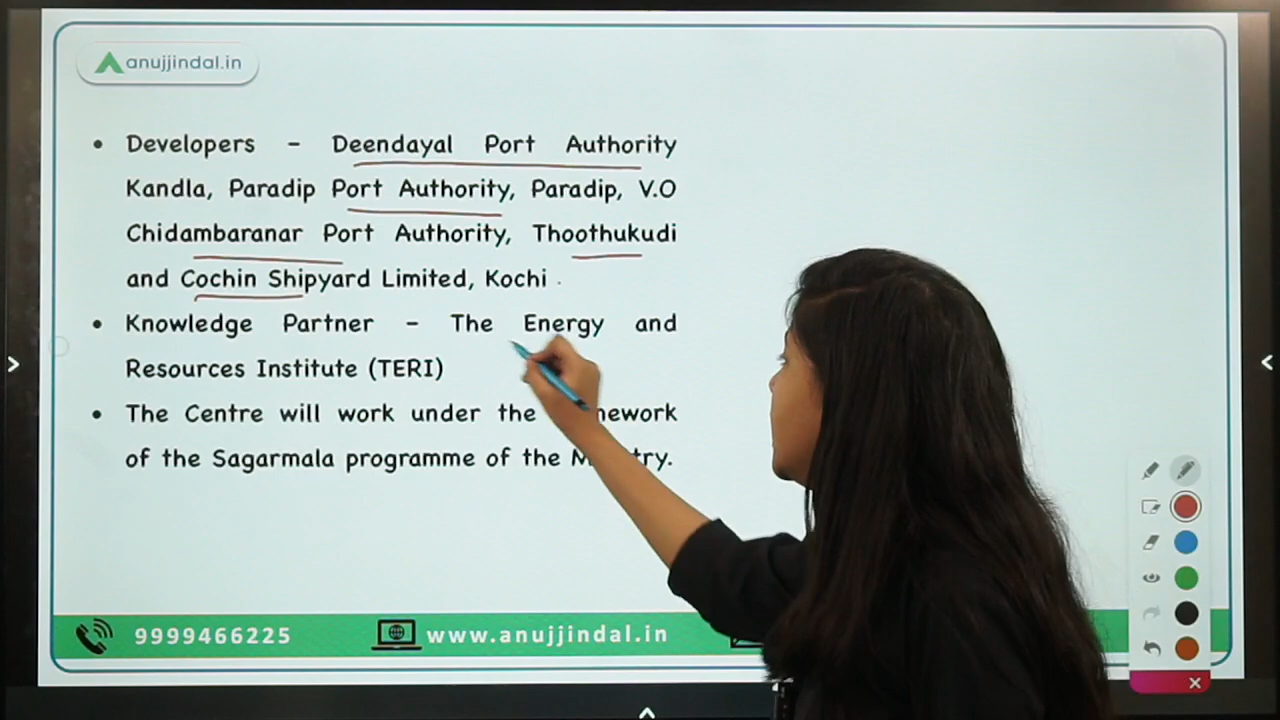 anujjindal.in
Developers – Deendayal Port Authority
Kandla, Paradip Port Authority, Paradip, V.O
Chidambaranar Port Authority, Thoothukudi
and Cochin Shipyard Limited, Kochi .
Knowledge Partner – The Energy and
Resources Institute (TERI)
The Centre will work under the
of the Sagarmala programme of the
9999466225 www.anujjindal.in